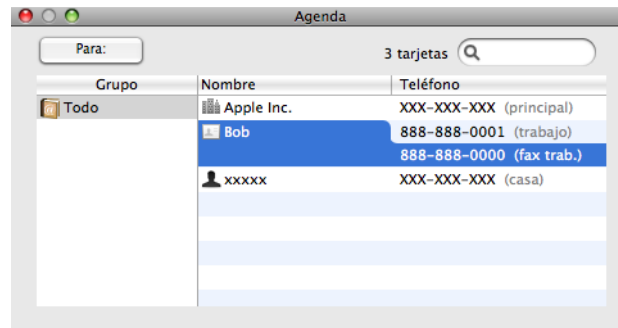 Agenda
Para:
3 tarjetas
Grupo Nombre Teléfono
Todo Apple Inc. XXX-XXX-XXX (principal)
Bob 888-888-0001 (trabajo)
888-888-0000 (fax trab.)
xxxxx XXX-XXX-XXX (casa)